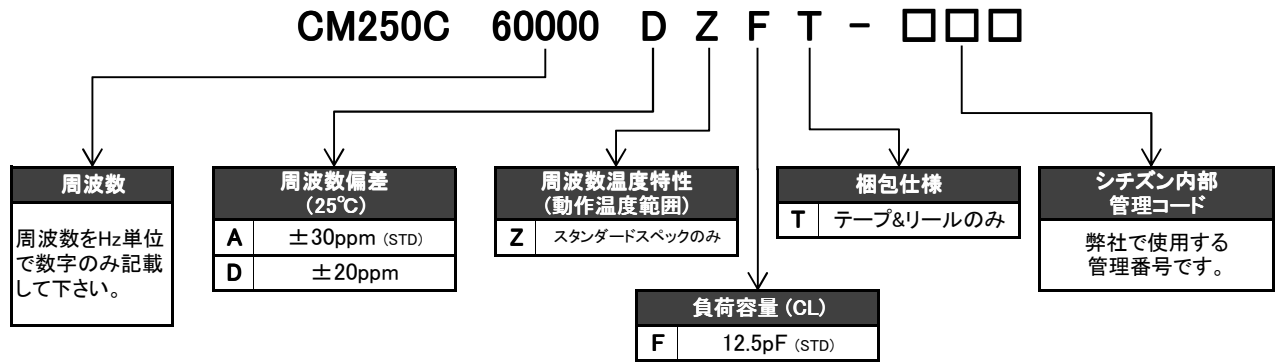 CM250C 60000 D Z F T - □□□
周波数
周波数をHz単位
で数字のみ記載
して下さい。
周波数偏差
(25℃)
A ±30ppm (STD)
D ±20ppm
周波数温度特性
(動作温度範囲)
Z スタンダードスペックのみ
梱包仕様
T テープ&リールのみ
シチズン内部
管理コード
弊社で使用する
管理番号です。
負荷容量 (CL)
F 12.5pF (STD)